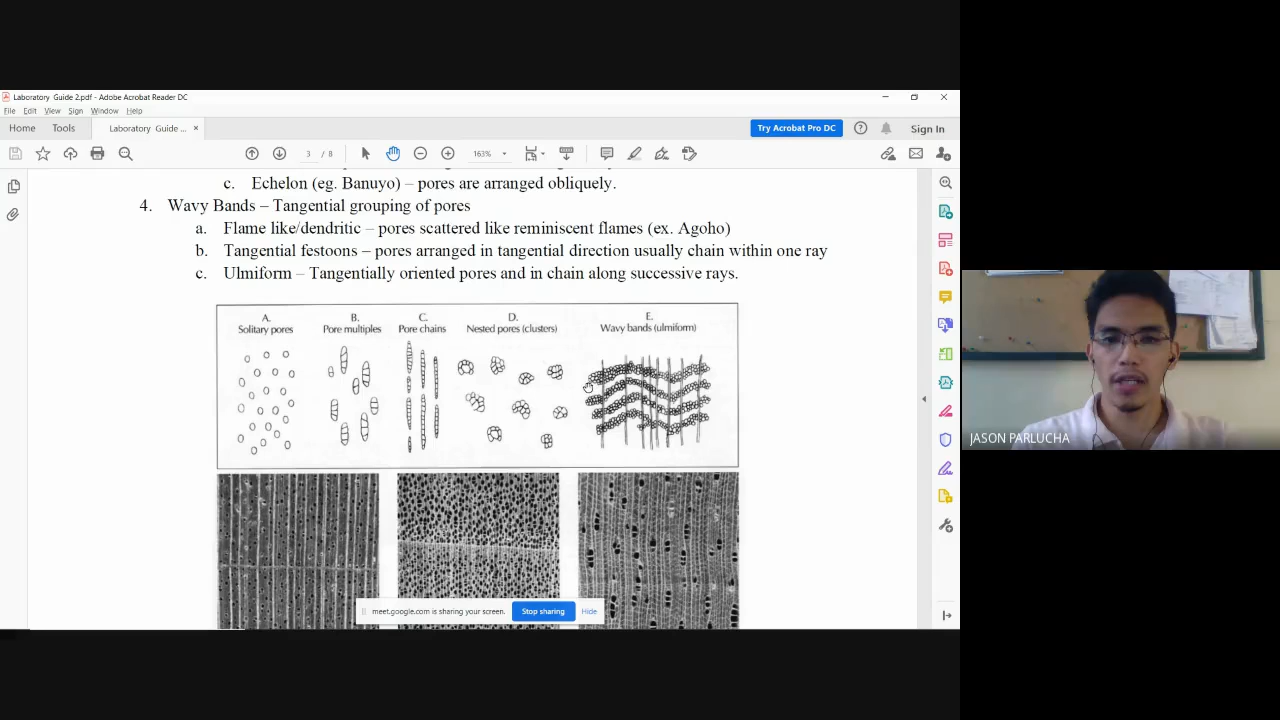 Laboratory Guide 2.pdf - Adobe Acrobat Reader DC
File Edit View Sign Window Help
Home Tools Laboratory Guide ... × Try Acrobat Pro DC Sign In
3 / 8 163%
c. Echelon (eg. Banuyo) – pores are arranged obliquely.
4. Wavy Bands – Tangential grouping of pores
a. Flame like/dendritic – pores scattered like reminiscent flames (ex. Agoho)
b. Tangential festoons – pores arranged in tangential direction usually chain within one ray
c. Ulmiform – Tangentially oriented pores and in chain along successive rays.
A. B. C. D. E.
Solitary pores Pore multiples Pore chains Nested pores (clusters) Wavy bands (ulmiform)
JASON PARLUCHA
meet.google.com is sharing your screen. Stop sharing Hide